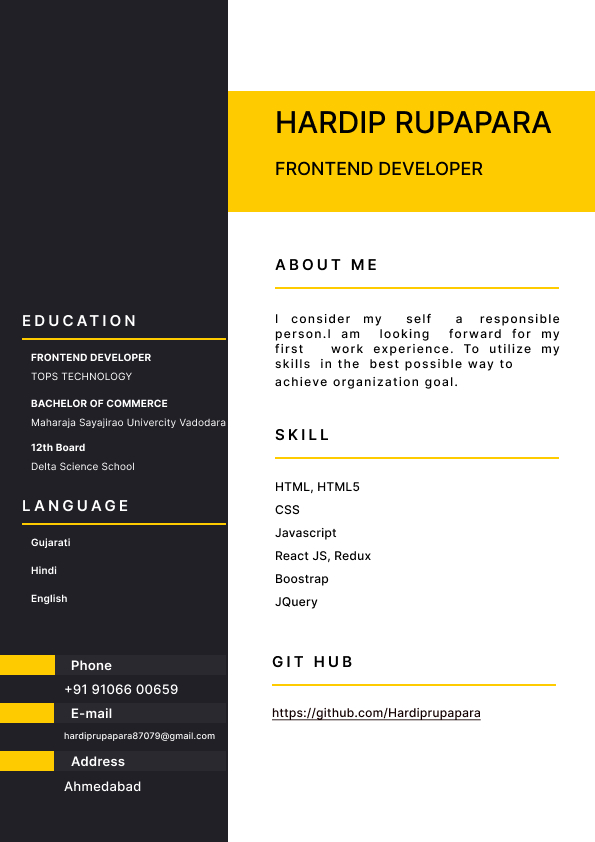 HARDIP RUPAPARA
FRONTEND DEVELOPER
EDUCATION
FRONTEND DEVELOPER
TOPS TECHNOLOGY
BACHELOR OF COMMERCE
Maharaja Sayajirao Univercity Vadodara
12th Board
Delta Science School
LANGUAGE
Gujarati
Hindi
English
Phone
+91 91066 00659
E-mail
hardiprupapara87079@gmail.com
Address
Ahmedabad
ABOUT ME
I consider my self a responsible
person.I am looking forward for my
first work experience. To utilize my
skills in the best possible way to
achieve organization goal.
SKILL
HTML, HTML5
CSS
Javascript
React JS, Redux
Boostrap
JQuery
GIT HUB
https://github.com/Hardiprupapara